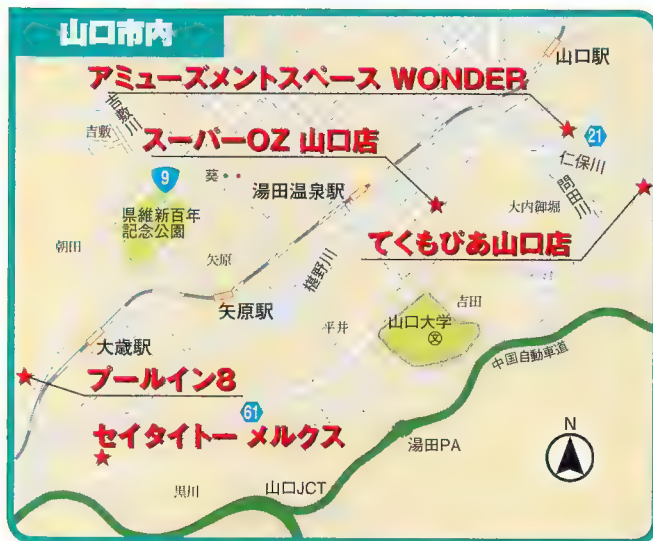 山口市内
山口駅
アミューズメントスペース WONDER
吉敷川
吉敷
21
スーパーOZ 山口店
仁保川
問田川
9
葵
湯田温泉駅
大内御堀
県維新百年
記念公園
てくもぴあ山口店
朝田
矢原
椹野川
矢原駅
吉田
平井
山口大学
文
大歳駅
中国自動車道
プールイン8
61
セイタイトー メルクス
湯田PA
N
黒川
山口JCT